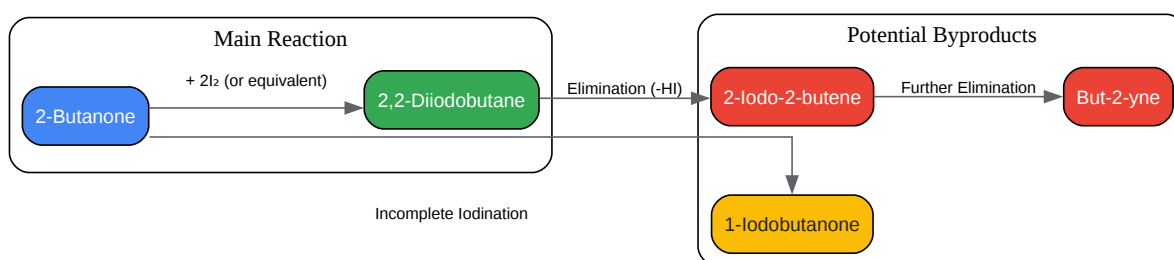 Main Reaction
Potential Byproducts
+ 2I₂ (or equivalent)
2-Butanone
2,2-Diiodobutane
Elimination (-HI)
2-Iodo-2-butene
Further Elimination
But-2-yne
Incomplete Iodination
1-Iodobutanone